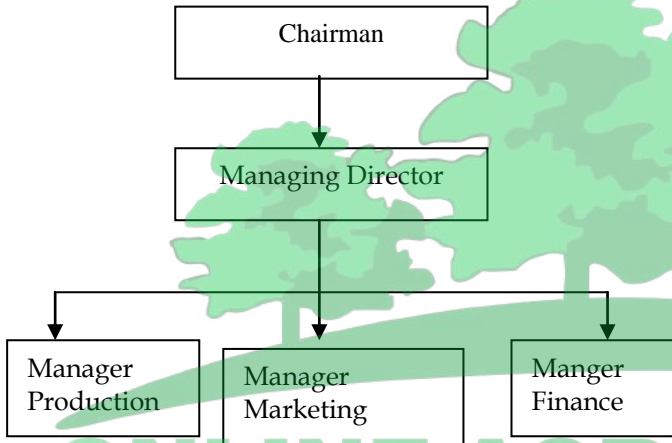 Chairman
Managing Director
Manager
Production
Manager
Marketing
Manger
Finance